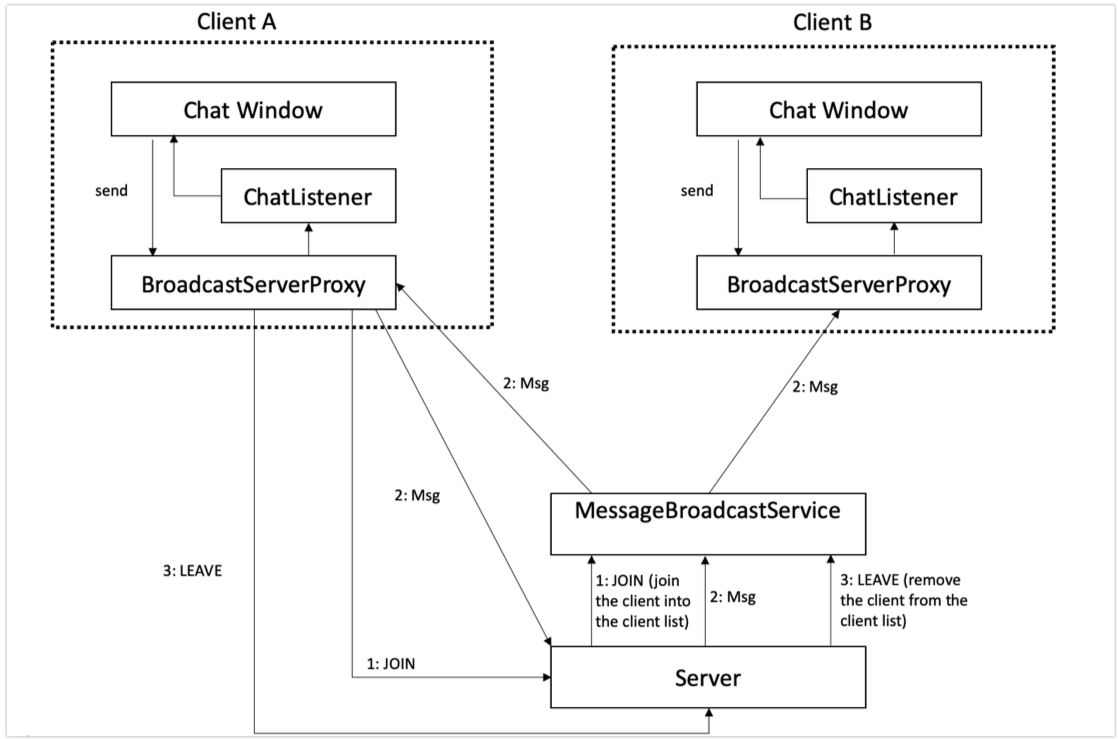 Client A
Client B
Chat Window
Chat Window
send
ChatListener
send
ChatListener
BroadcastServerProxy
BroadcastServerProxy
2: Msg
2: Msg
2: Msg
MessageBroadcastService
3: LEAVE
1: JOIN (join
the client into
the client list)
2: Msg
3: LEAVE (remove
the client from the
client list)
1: JOIN
Server